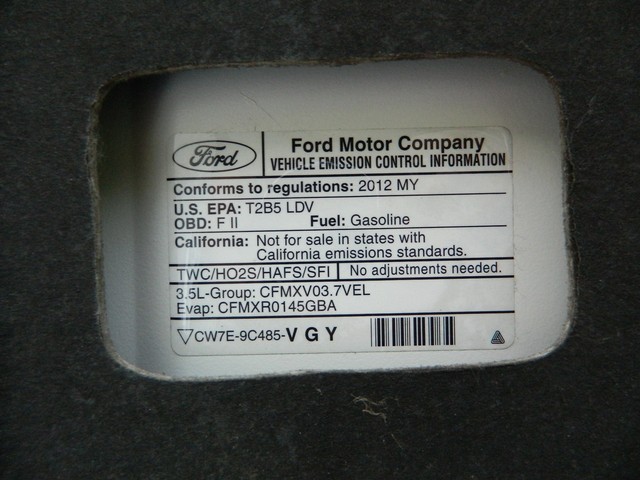 Ford
Ford Motor Company
VEHICLE EMISSION CONTROL INFORMATION
Conforms to regulations: 2012 MY
U.S. EPA: T2B5 LDV
OBD: F II Fuel: Gasoline
California: Not for sale in states with
California emissions standards.
TWC/HO2S/HAFS/SFI No adjustments needed.
3.5L-Group: CFMXV03.7VEL
Evap: CFMXR0145GBA
CW7E-9C485-V G Y